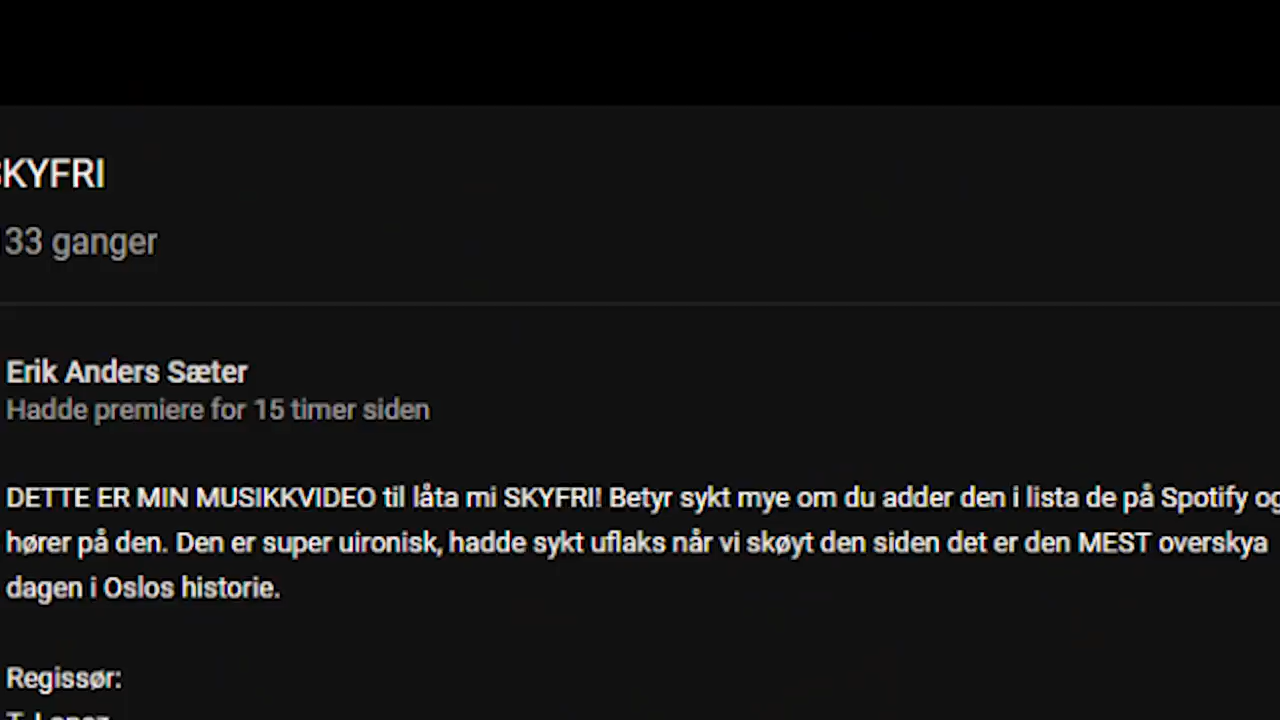 SKYFRI
33 ganger
Erik Anders Sæter
Hadde premiere for 15 timer siden
DETTE ER MIN MUSIKKVIDEO til låta mi SKYFRI! Betyr sykt mye om du adder den i lista de på Spotify og
hører på den. Den er super uironisk, hadde sykt uflaks når vi skøyt den siden det er den MEST overskya
dagen i Oslos historie.
Regissør: